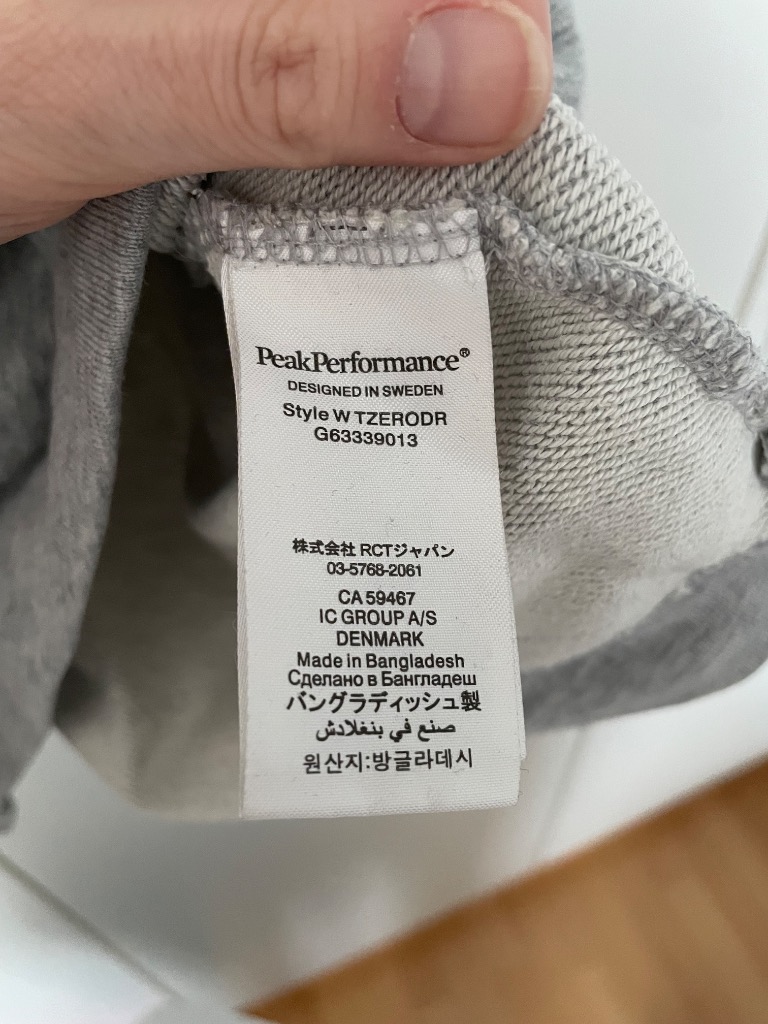 PeakPerformance®
DESIGNED IN SWEDEN
Style W TZERODR
G63339013
株式会社 RCTジャパン
03-5768-2061
CA 59467
IC GROUP A/S
DENMARK
Made in Bangladesh
Сделано в Бангладеш
バングラディッシュ製
صنع في بنغلادش
원산지:방글라데시